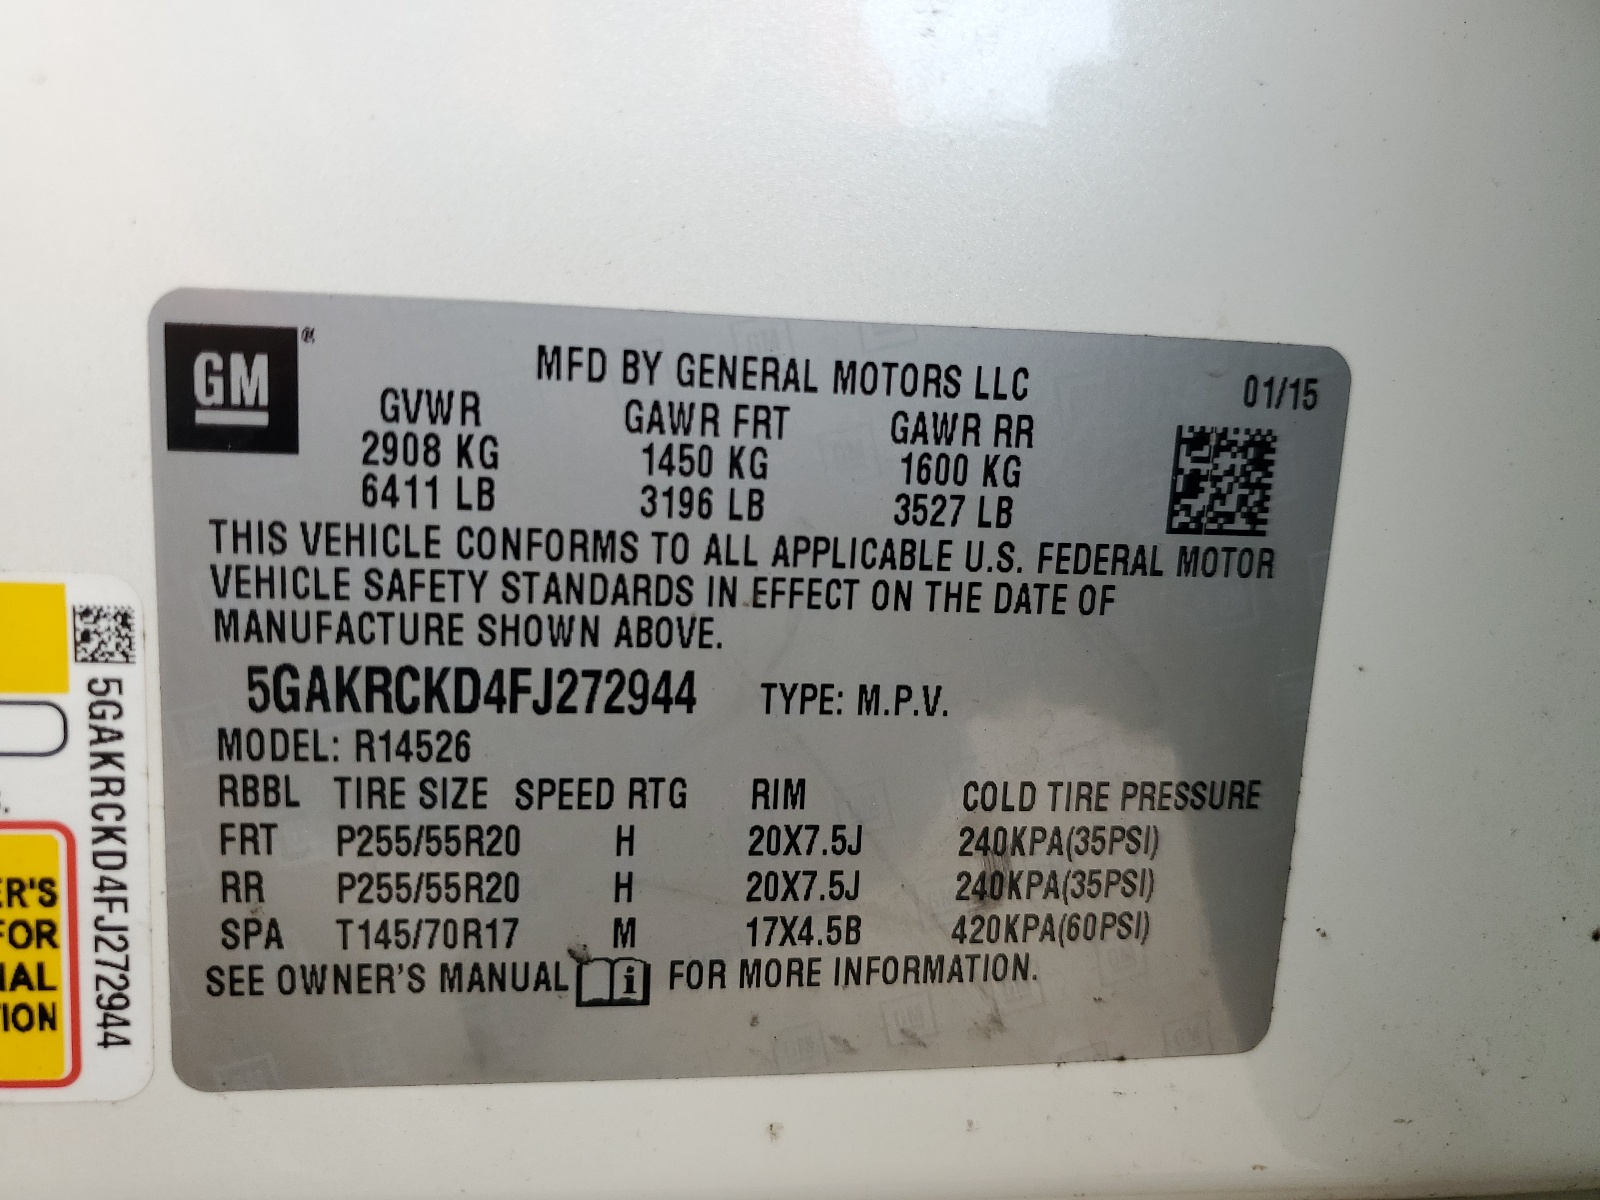 GM ®
MFD BY GENERAL MOTORS LLC 01/15
GVWR GAWR FRT GAWR RR
2908 KG 1450 KG 1600 KG
6411 LB 3196 LB 3527 LB
THIS VEHICLE CONFORMS TO ALL APPLICABLE U.S. FEDERAL MOTOR
VEHICLE SAFETY STANDARDS IN EFFECT ON THE DATE OF
MANUFACTURE SHOWN ABOVE.
5GAKRCKD4FJ272944 TYPE: M.P.V.
MODEL: R14526
RBBL TIRE SIZE SPEED RTG RIM COLD TIRE PRESSURE
FRT P255/55R20 H 20X7.5J 240KPA(35PSI)
RR P255/55R20 H 20X7.5J 240KPA(35PSI)
SPA T145/70R17 M 17X4.5B 420KPA(60PSI)
SEE OWNER'S MANUAL i FOR MORE INFORMATION.
5GAKRCKD4FJ272944
ER'S
FOR